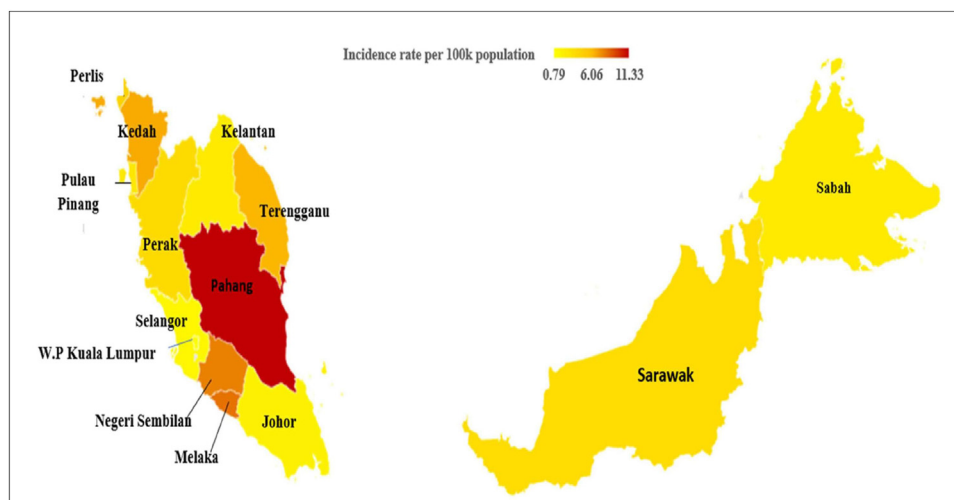 Incidence rate per 100k population
0.79 6.06 11.33
Perlis
Kedah
Kelantan
Pulau
Pinang
Terengganu
Perak
Pahang
Selangor
W.P Kuala Lumpur
Negeri Sembilan
Melaka
Johor
Sabah
Sarawak